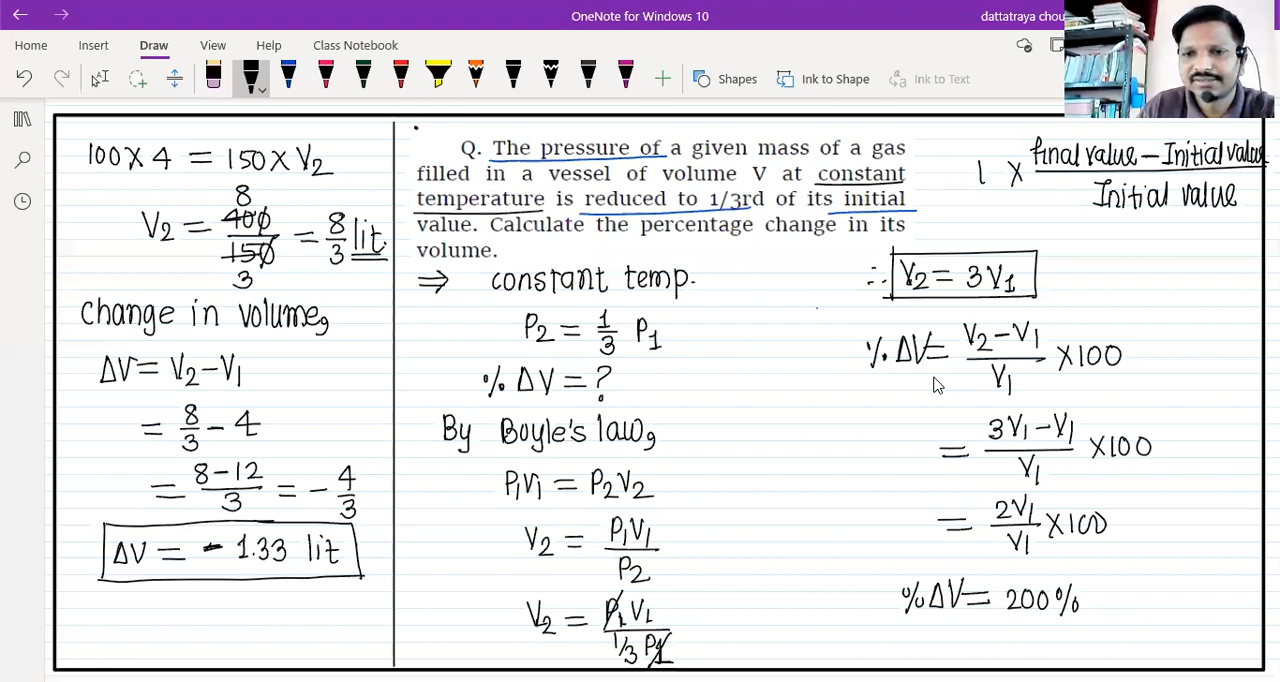 OneNote for Windows 10
dattatraya chou
Home Insert Draw View Help Class Notebook
Shapes Ink to Shape Ink to Text
100 × 4 = 150 × V2
8
V2 = 400/150 = 8/3 lit.
3
change in volume,
ΔV = V2 – V1
= 8/3 – 4
= 8 – 12/3 = – 4/3
ΔV = – 1.33 lit
Q. The pressure of a given mass of a gas
filled in a vessel of volume V at constant
temperature is reduced to 1/3rd of its initial
value. Calculate the percentage change in its
volume.
⇒ constant temp.
P2 = 1/3 P1
% ΔV = ?
By Boyle's law,
P1V1 = P2V2
V2 = P1V1/P2
V2 = P1V1/1/3 P1
1 × final value – Initial value/Initial value
∴ V2 = 3V1
% ΔV = V2 – V1/V1 × 100
= 3V1 – V1/V1 × 100
= 2V1/V1 × 100
% ΔV = 200%